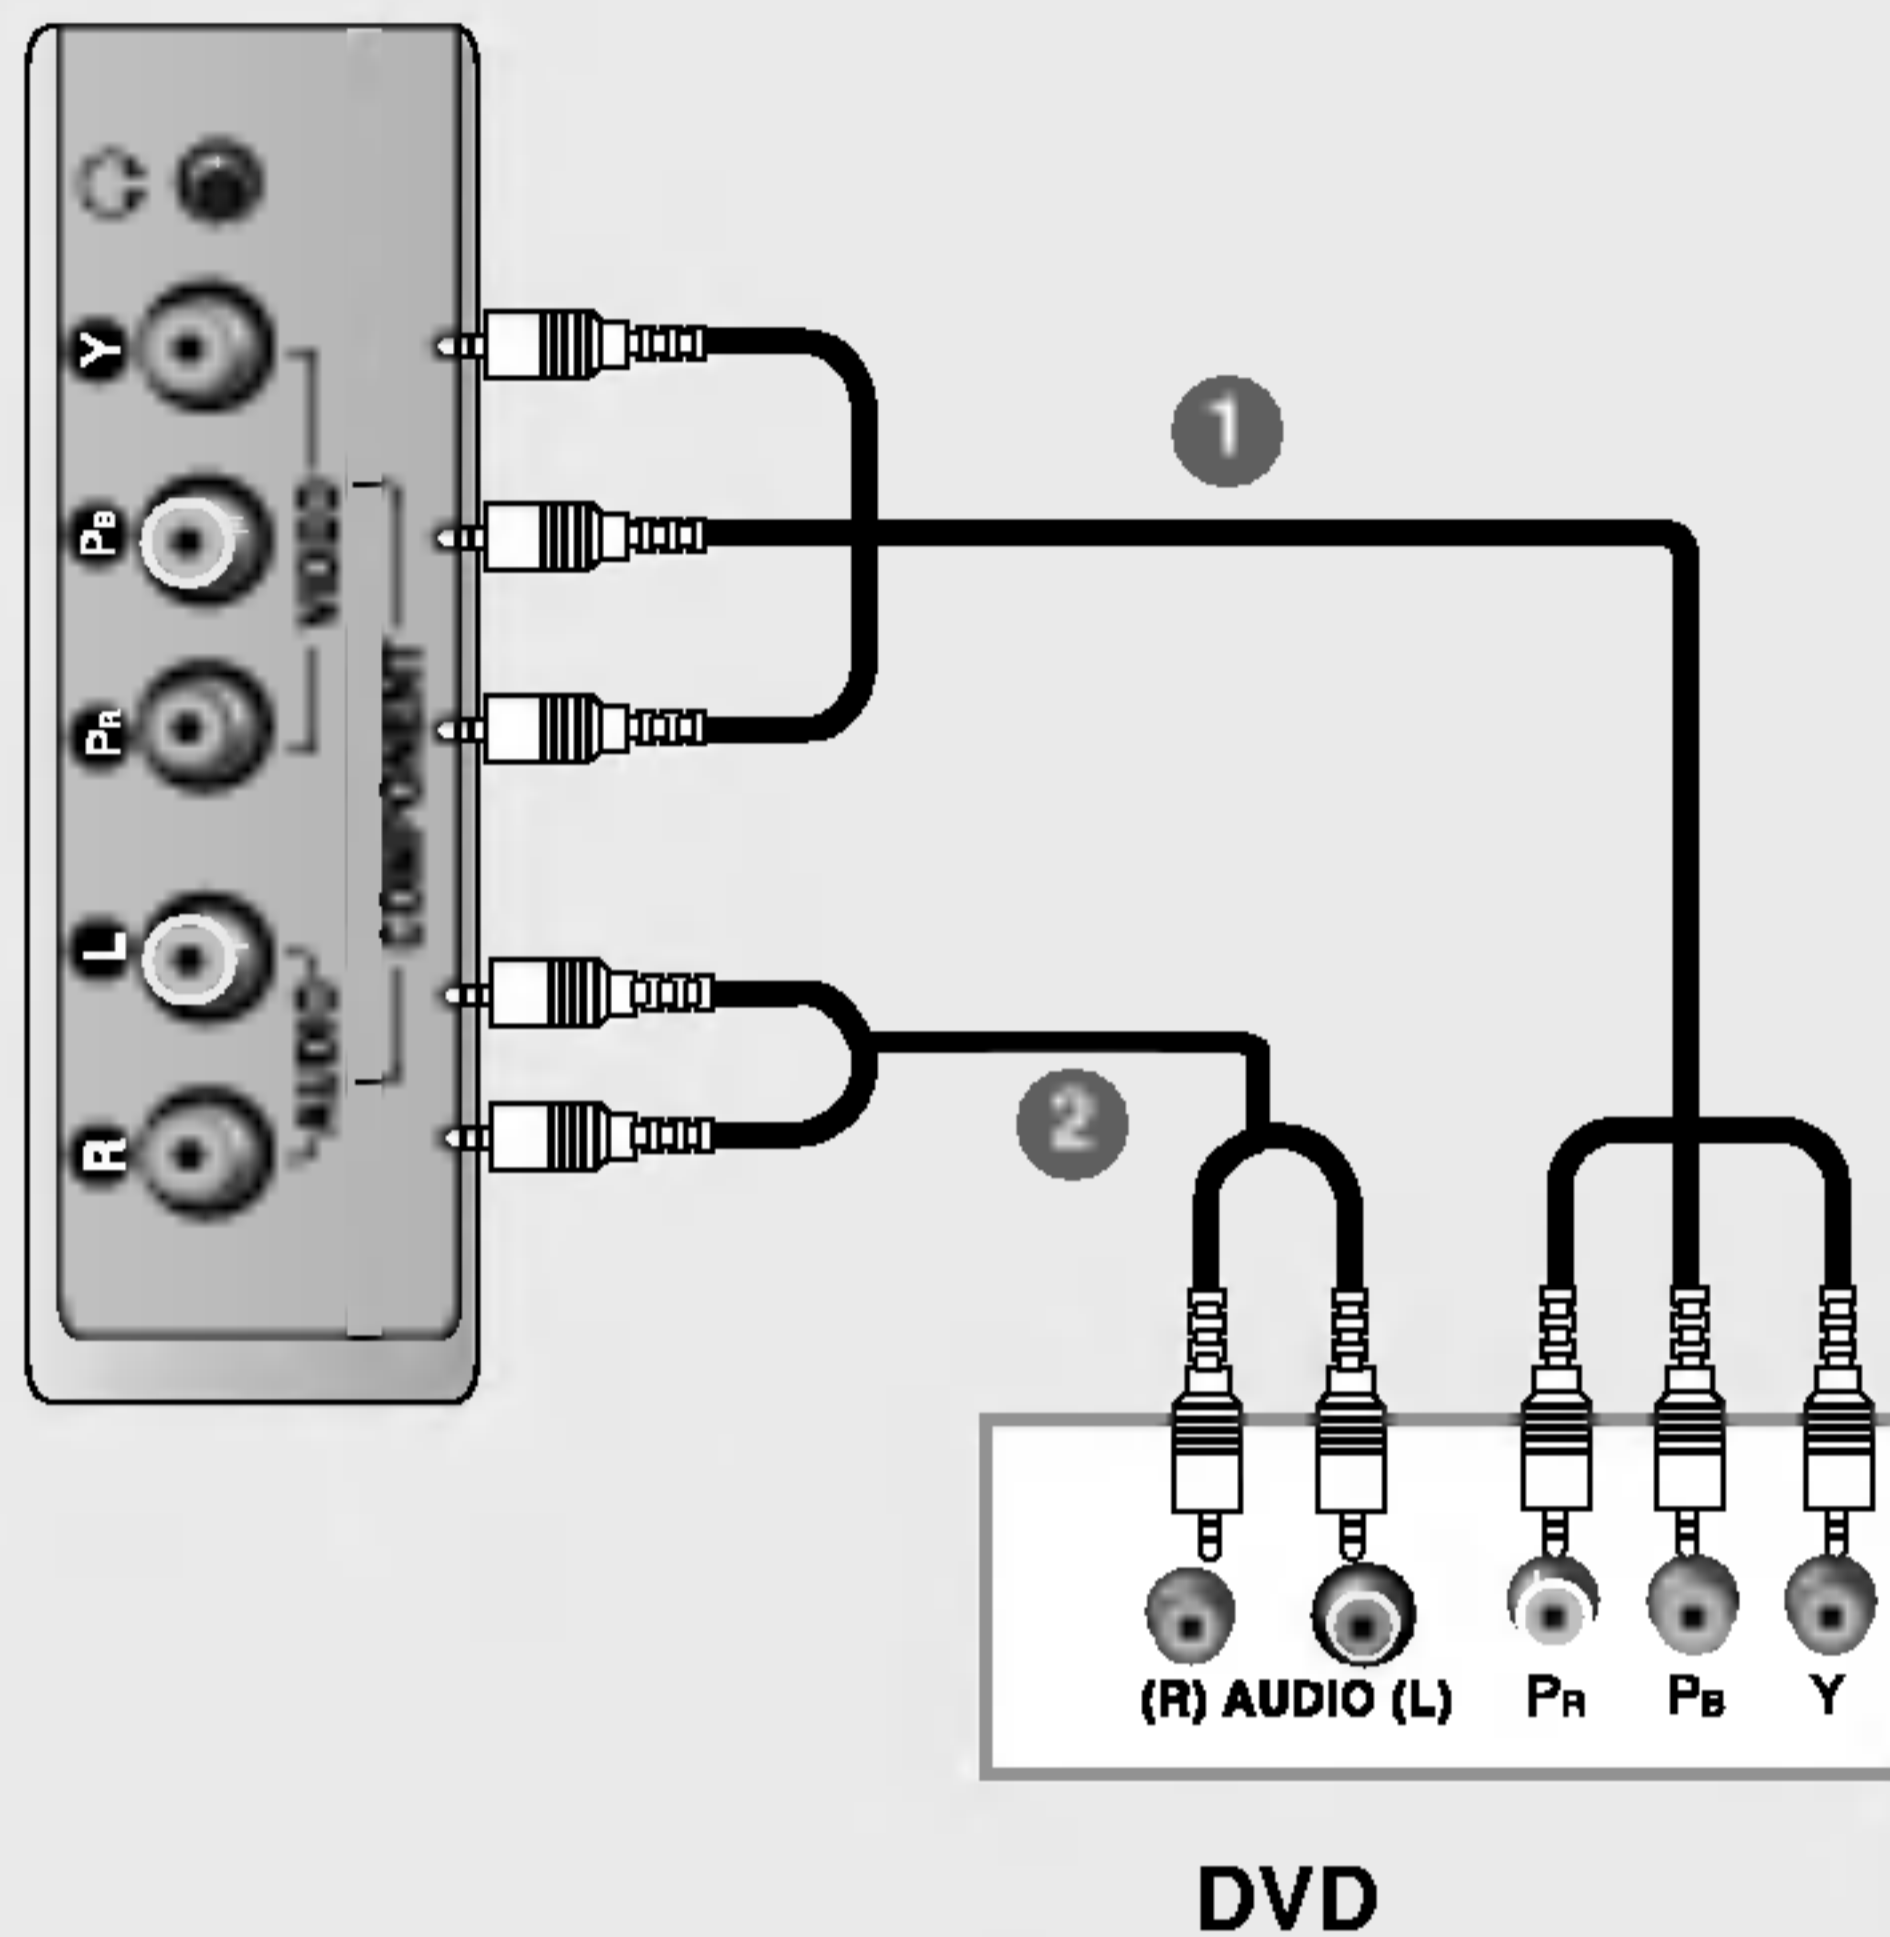 Y
PB
PR
L
R
VIDEO
AUDIO
COMPONENT
1
2
(R) AUDIO (L)
PR
PB
Y
DVD